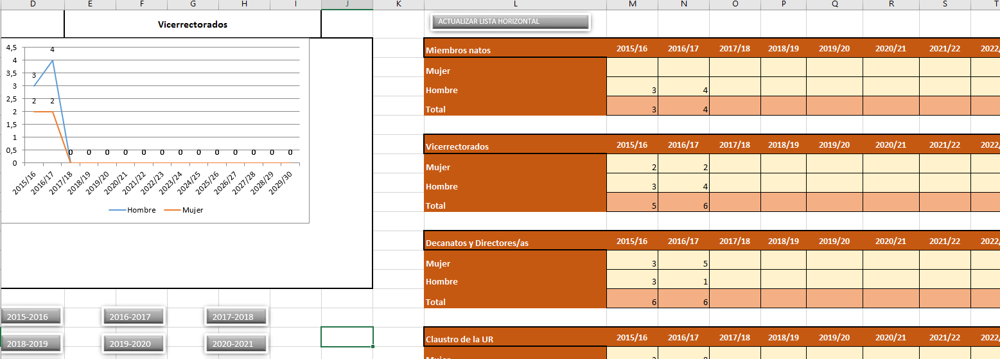 D E F G H I J K L M N O P Q R S T
Vicerrectorados
4,5
4
3,5
3
2,5
2
1,5
1
0,5
0
3 4
2 2
0 0 0 0 0 0 0 0 0 0 0 0 0
2015/16 2016/17 2017/18 2018/19 2019/20 2020/21 2021/22 2022/23 2023/24 2024/25 2025/26 2026/27 2027/28 2028/29 2029/30
Hombre Mujer
2015-2016 2016-2017 2017-2018
2018-2019 2019-2020 2020-2021
ACTUALIZAR LISTA HORIZONTAL
Miembros natos 2015/16 2016/17 2017/18 2018/19 2019/20 2020/21 2021/22 2022/
Mujer
Hombre 3 4
Total 3 4
Vicerrectorados 2015/16 2016/17 2017/18 2018/19 2019/20 2020/21 2021/22 2022/
Mujer 2 2
Hombre 3 4
Total 5 6
Decanatos y Directores/as 2015/16 2016/17 2017/18 2018/19 2019/20 2020/21 2021/22 2022/
Mujer 3 5
Hombre 3 1
Total 6 6
Claustro de la UR 2015/16 2016/17 2017/18 2018/19 2019/20 2020/21 2021/22 2022/
Mujer